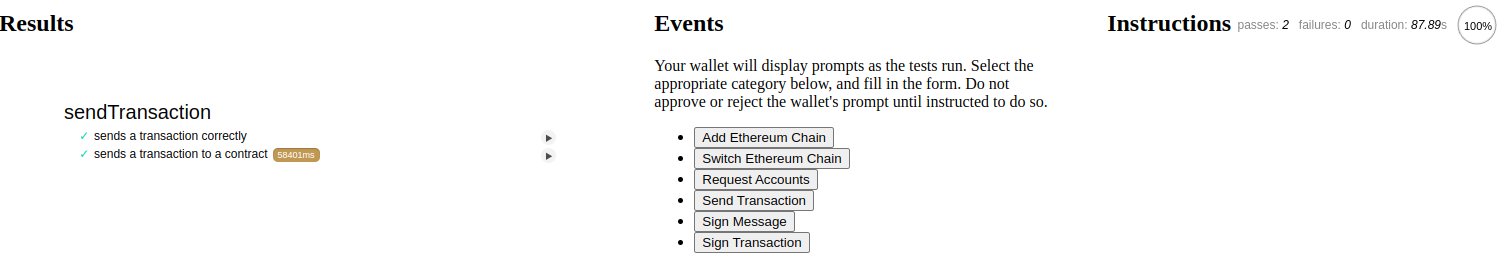 Results
sendTransaction
✓ sends a transaction correctly
✓ sends a transaction to a contract 58401ms
Events
Your wallet will display prompts as the tests run. Select the
appropriate category below, and fill in the form. Do not
approve or reject the wallet's prompt until instructed to do so.
• Add Ethereum Chain
• Switch Ethereum Chain
• Request Accounts
• Send Transaction
• Sign Message
• Sign Transaction
Instructions
passes: 2 failures: 0 duration: 87.89s 100%